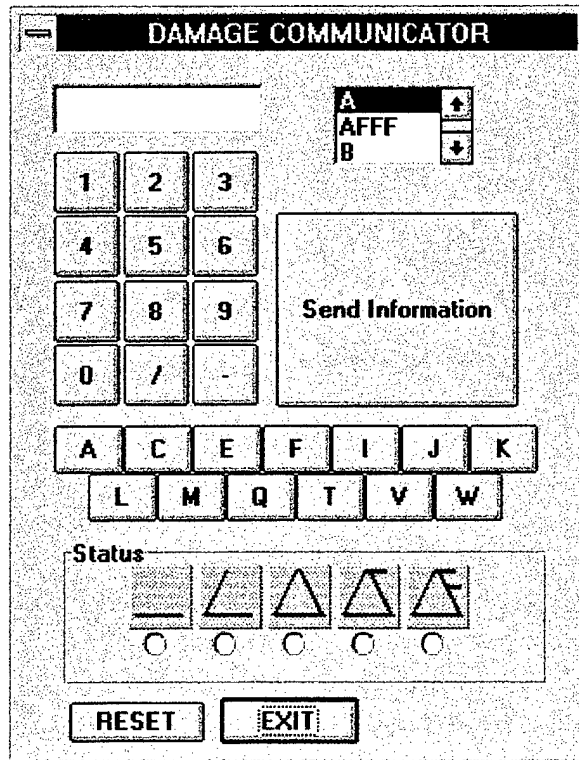 DAMAGE COMMUNICATOR
A
AFFF
B
1 2 3
4 5 6
7 8 9
Send Information
0 / -
A C E F I J K
L M Q T V W
Status
RESET EXIT